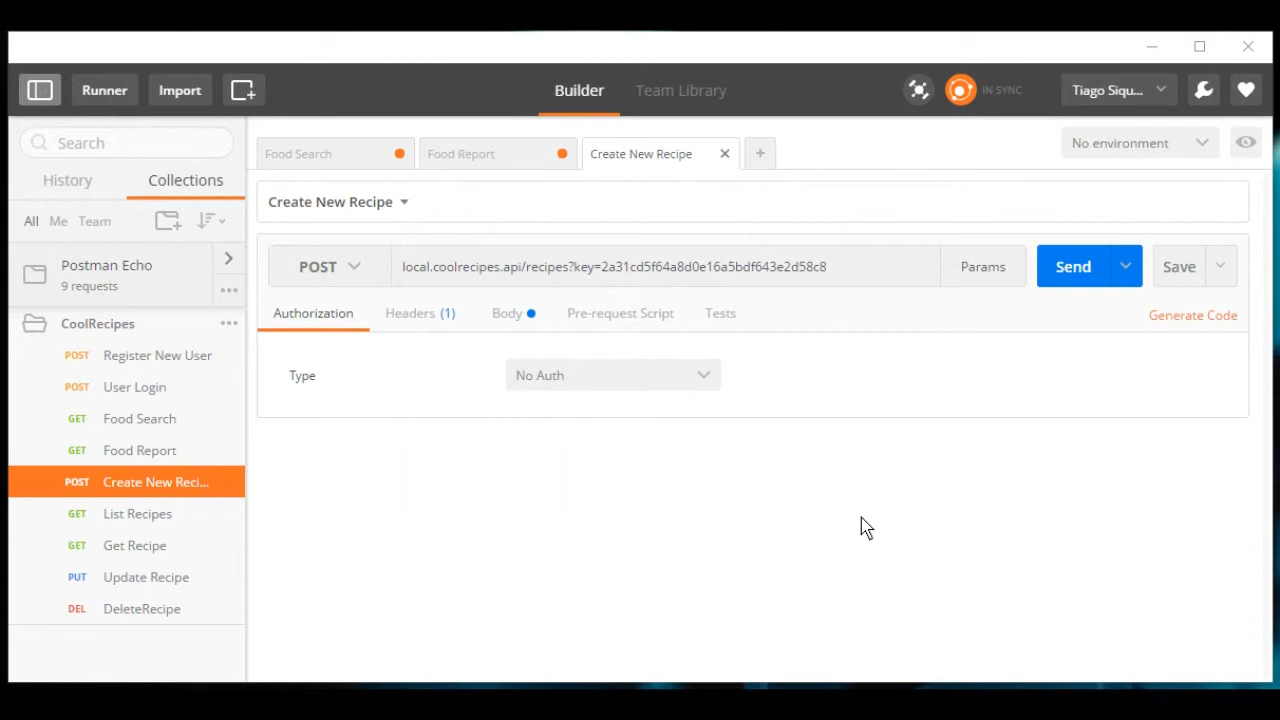 Runner Import Builder Team Library IN SYNC Tiago Siqu...
Search
History Collections
All Me Team
Postman Echo
9 requests
CoolRecipes
POST Register New User
POST User Login
GET Food Search
GET Food Report
POST Create New Reci...
GET List Recipes
GET Get Recipe
PUT Update Recipe
DEL DeleteRecipe
Food Search Food Report Create New Recipe No environment
Create New Recipe
POST local.coolrecipes.api/recipes?key=2a31cd5f64a8d0e16a5bdf643e2d58c8 Params Send Save
Authorization Headers (1) Body Pre-request Script Tests Generate Code
Type No Auth